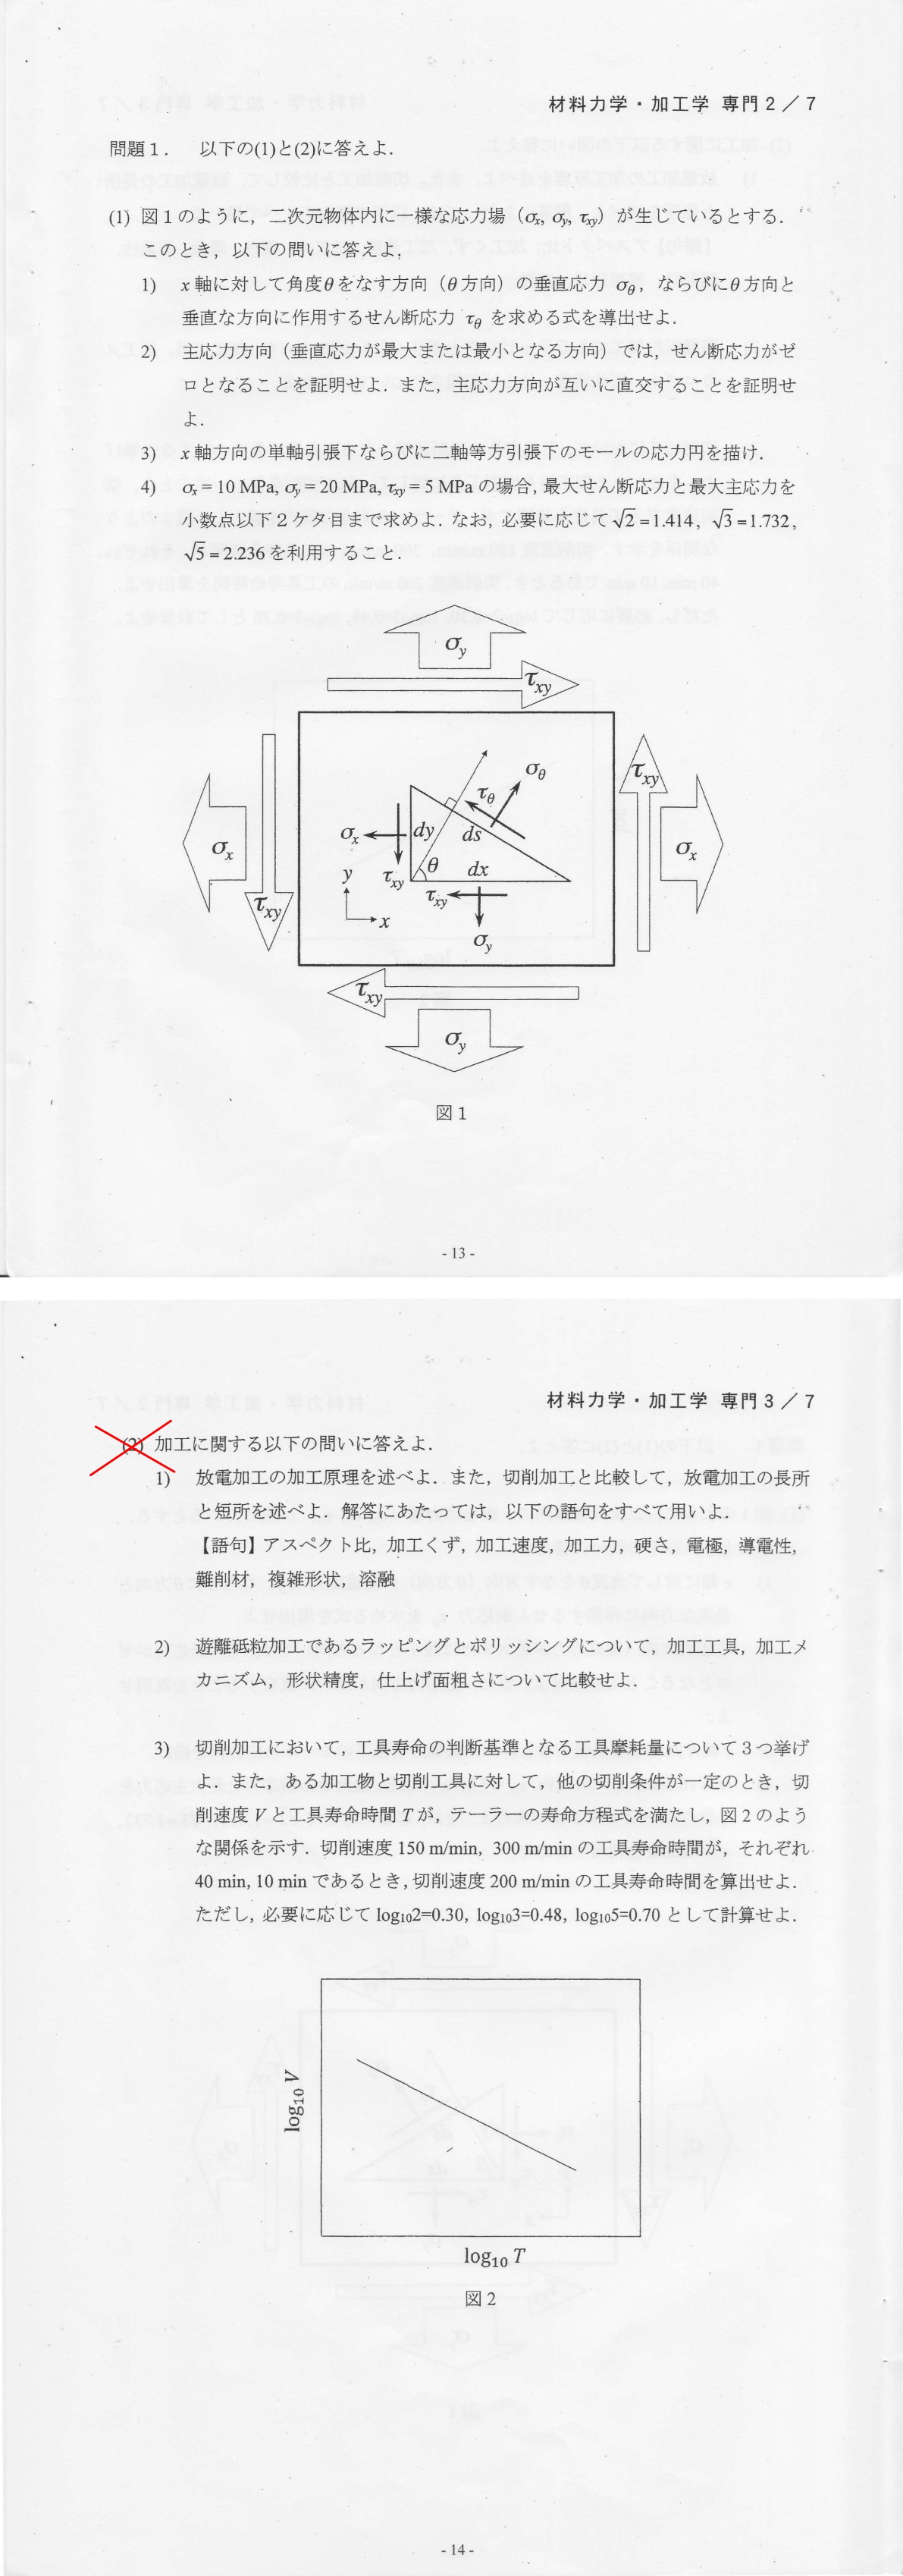 材料力学・加工学 専門2／7
問題1. 以下の(1)と(2)に答えよ.
(1) 図1のように，二次元物体内に一様な応力場（σx, σy, τxy）が生じているとする．
このとき，以下の問いに答えよ．
1) x軸に対して角度θをなす方向（θ方向）の垂直応力 σθ，ならびにθ方向と
垂直な方向に作用するせん断応力 τθ を求める式を導出せよ．
2) 主応力方向（垂直応力が最大または最小となる方向）では，せん断応力がゼ
ロとなることを証明せよ．また，主応力方向が互いに直交することを証明せ
よ．
3) x軸方向の単軸引張下ならびに二軸等方引張下のモールの応力円を描け．
4) σx = 10 MPa, σy = 20 MPa, τxy = 5 MPa の場合，最大せん断応力と最大主応力を
小数点以下2ケタ目まで求めよ．なお，必要に応じて√2 =1.414, √3 =1.732,
√5 = 2.236 を利用すること．
σy
τxy
τxy
σθ
τθ
σx
dy
ds
σx
σx
θ
dx
τxy
y
τxy
τxy
x
σy
τxy
σy
図1
- 13 -
材料力学・加工学 専門3／7
(2) 加工に関する以下の問いに答えよ．
1) 放電加工の加工原理を述べよ．また，切削加工と比較して，放電加工の長所
と短所を述べよ．解答にあたっては，以下の語句をすべて用いよ．
【語句】アスペクト比，加工くず，加工速度，加工力，硬さ，電極，導電性，
難削材，複雑形状，溶融
2) 遊離砥粒加工であるラッピングとポリッシングについて，加工工具，加工メ
カニズム，形状精度，仕上げ面粗さについて比較せよ．
3) 切削加工において，工具寿命の判断基準となる工具摩耗量について3つ挙げ
よ．また，ある加工物と切削工具に対して，他の切削条件が一定のとき，切
削速度Vと工具寿命時間Tが，テーラーの寿命方程式を満たし，図2のよう
な関係を示す．切削速度150 m/min, 300 m/min の工具寿命時間が，それぞれ
40 min, 10 min であるとき，切削速度200 m/min の工具寿命時間を算出せよ．
ただし，必要に応じて log₁₀2=0.30, log₁₀3=0.48, log₁₀5=0.70 として計算せよ．
log₁₀ V
log₁₀ T
図2
- 14 -